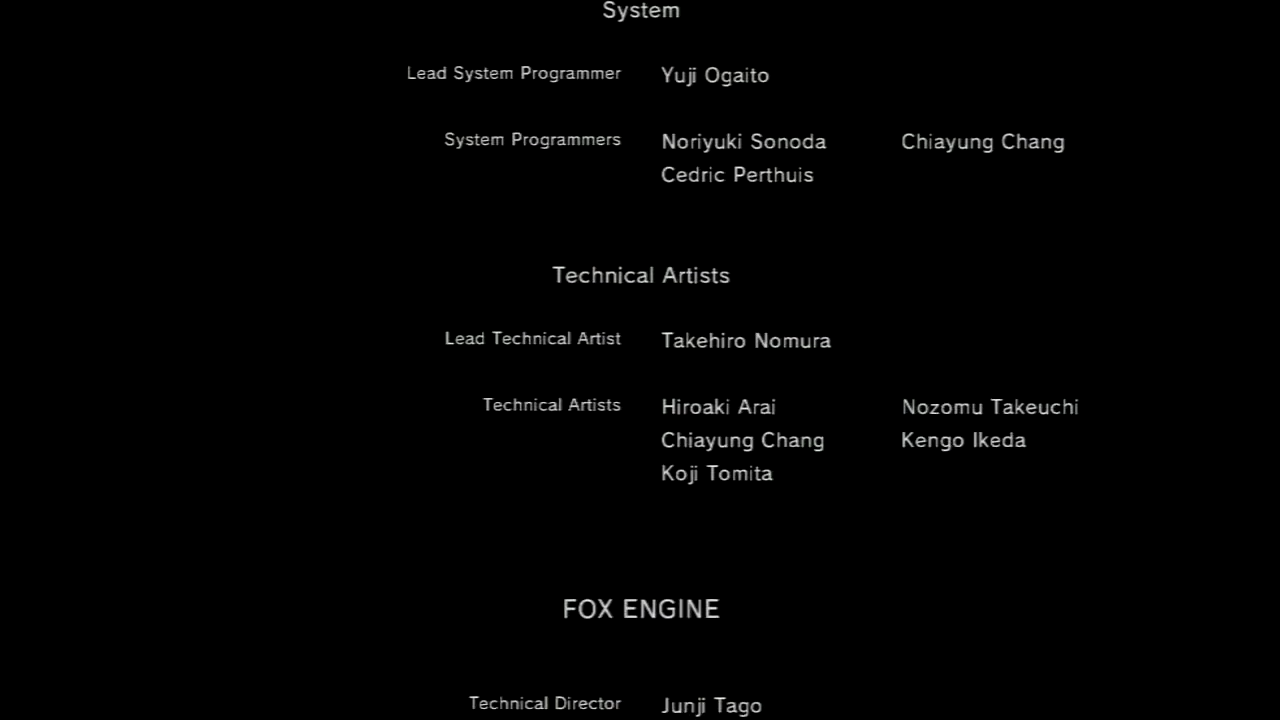 System
Lead System Programmer Yuji Ogaito
System Programmers Noriyuki Sonoda Chiayung Chang
Cedric Perthuis
Technical Artists
Lead Technical Artist Takehiro Nomura
Technical Artists Hiroaki Arai Nozomu Takeuchi
Chiayung Chang Kengo Ikeda
Koji Tomita
FOX ENGINE
Technical Director Junji Tago